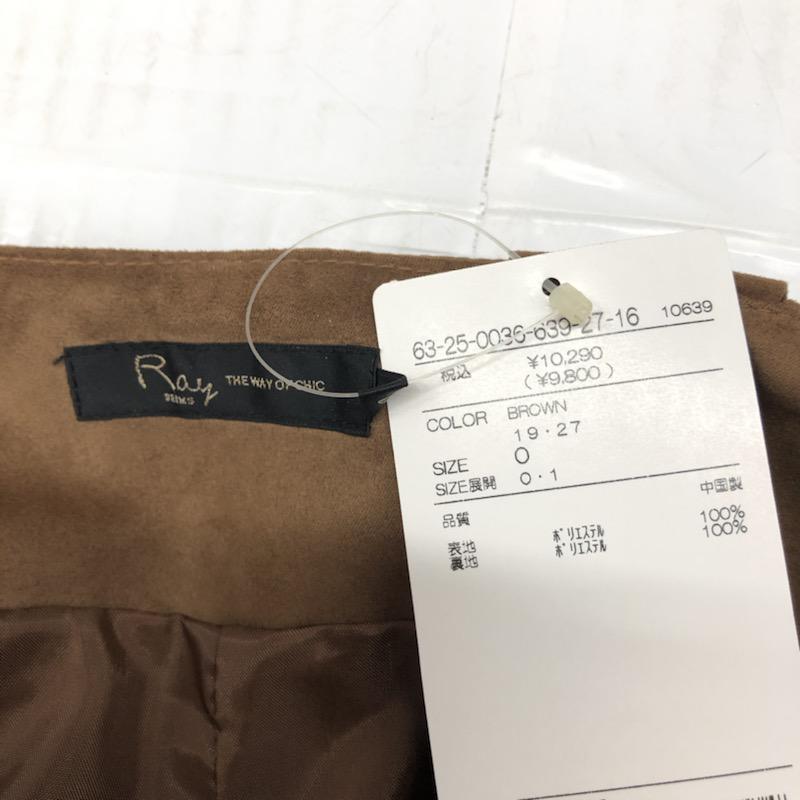 Ray
BEAMS
THE WAY OF CHIC
63-25-0036-639-27-16 10639
税込 ¥10,290
( ¥9,800 )
COLOR BROWN
19・27
SIZE 0
SIZE展開 0・1
品質 中国製
表地 ポリエステル 100%
裏地 ポリエステル 100%